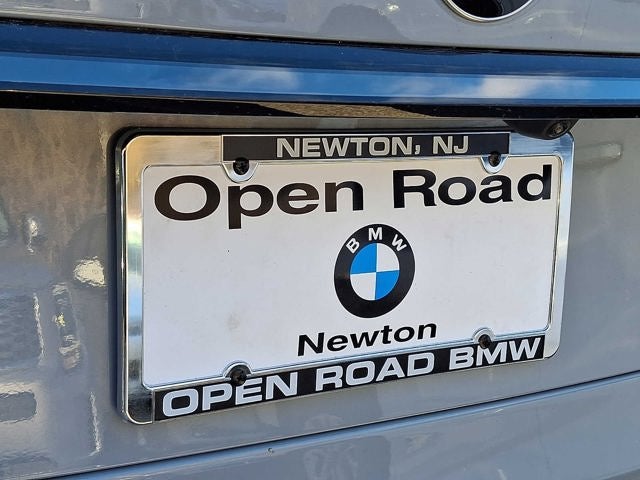 NEWTON, NJ
Open Road
BMW
Newton
OPEN ROAD BMW